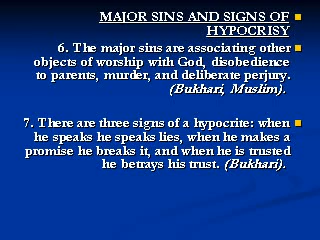 MAJOR SINS AND SIGNS OF
HYPOCRISY
6. The major sins are associating other
objects of worship with God, disobedience
to parents, murder, and deliberate perjury.
(Bukhari, Muslim).
7. There are three signs of a hypocrite: when
he speaks he speaks lies, when he makes a
promise he breaks it, and when he is trusted
he betrays his trust. (Bukhari).